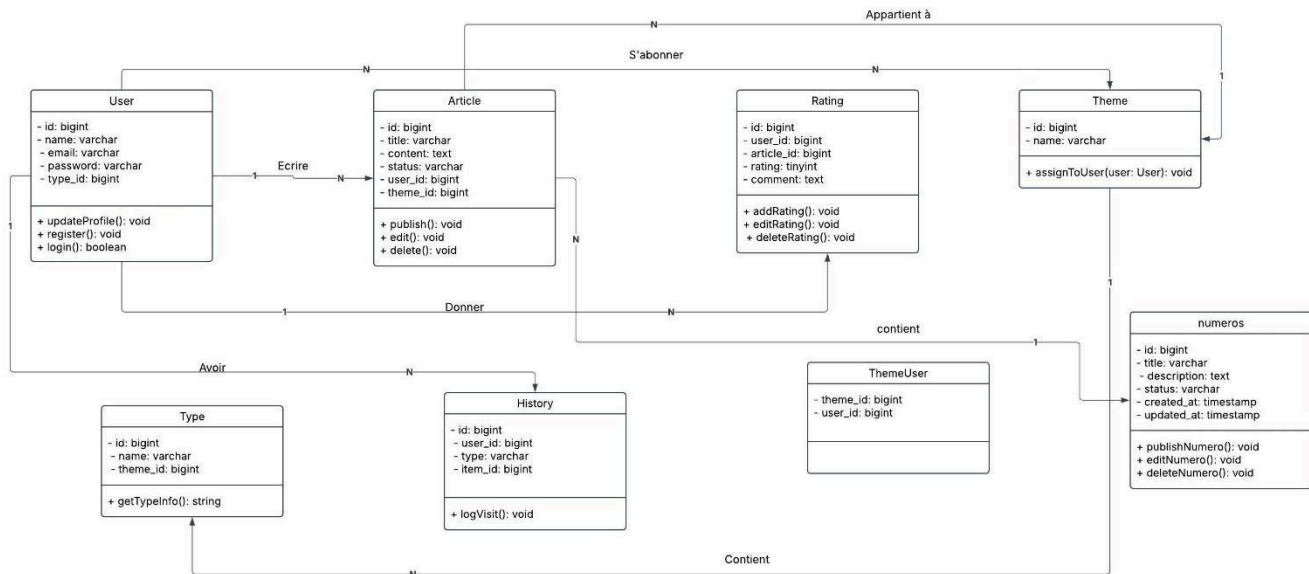 Appartient à
N
S'abonner
N
N
1
User
- id: bigint
- name: varchar
- email: varchar
- password: varchar
- type_id: bigint
+ updateProfile(): void
+ register(): void
+ login(): boolean
Ecrire
1
N
Article
- id: bigint
- title: varchar
- content: text
- status: varchar
- user_id: bigint
- theme_id: bigint
+ publish(): void
+ edit(): void
+ delete(): void
Rating
- id: bigint
- user_id: bigint
- article_id: bigint
- rating: tinyint
- comment: text
+ addRating(): void
+ editRating(): void
+ deleteRating(): void
Theme
- id: bigint
- name: varchar
+ assignToUser(user: User): void
1
N
1
Donner
1
N
contient
1
numeros
- id: bigint
- title: varchar
- description: text
- status: varchar
- created_at: timestamp
- updated_at: timestamp
+ publishNumero(): void
+ editNumero(): void
+ deleteNumero(): void
Avoir
N
ThemeUser
- theme_id: bigint
- user_id: bigint
Type
- id: bigint
- name: varchar
- theme_id: bigint
+ getTypeInfo(): string
History
- id: bigint
- user_id: bigint
- type: varchar
- item_id: bigint
+ logVisit(): void
Contient
N